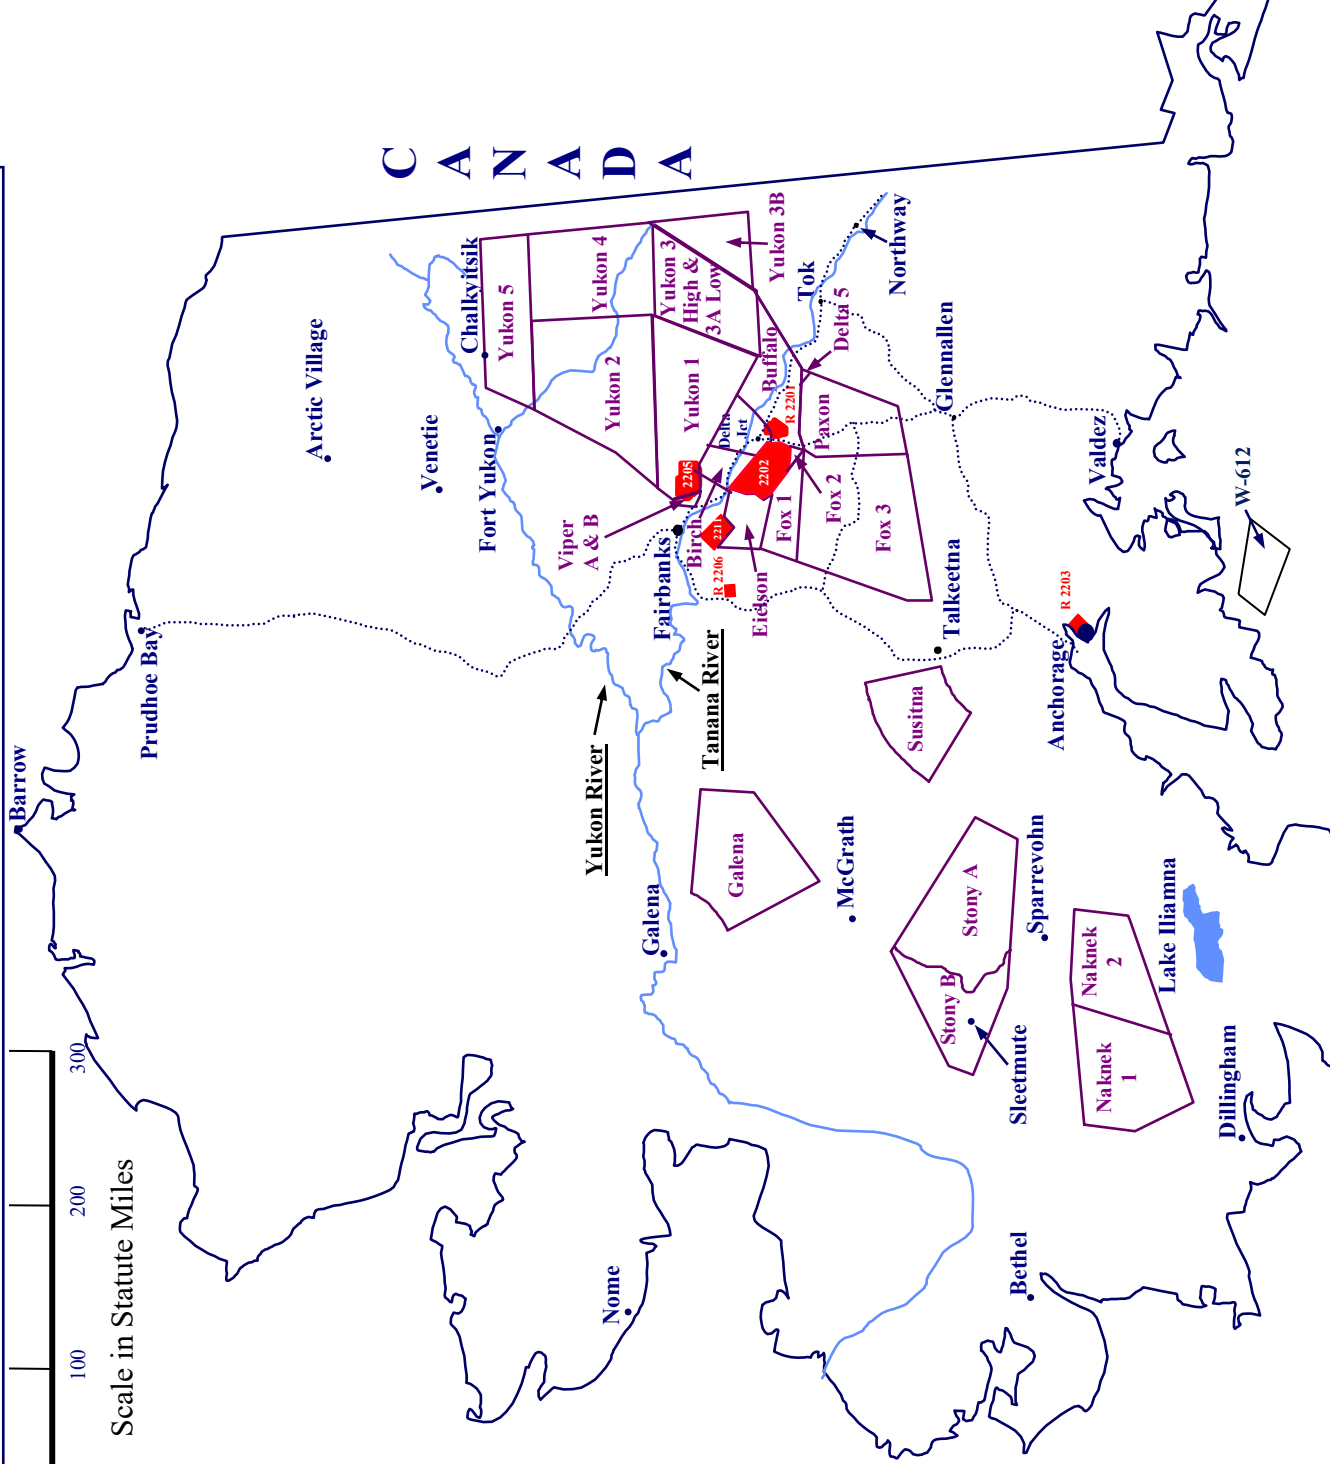 Barrow
Prudhoe Bay
Arctic Village
Venetie
Fort Yukon
Chalkyitsik
CANADA
Yukon 5
Yukon 4
Yukon 2
Yukon 3
High &
3A Low
Yukon 3B
Yukon 1
Buffalo
Tok
Northway
Delta 5
Delta
Jct
R 2201
2202
2205
2211
R 2206
Viper
A & B
Birch
Fairbanks
Eielson
Fox 1
Fox 2
Fox 3
Paxon
Glennallen
Valdez
W-612
Talkeetna
R 2203
Anchorage
Susitna
Yukon River
Tanana River
Galena
Galena
McGrath
Stony A
Stony B
Sparrevohn
Sleetmute
Naknek
2
Naknek
1
Lake Iliamna
Dillingham
Bethel
Nome
100
200
300
Scale in Statute Miles